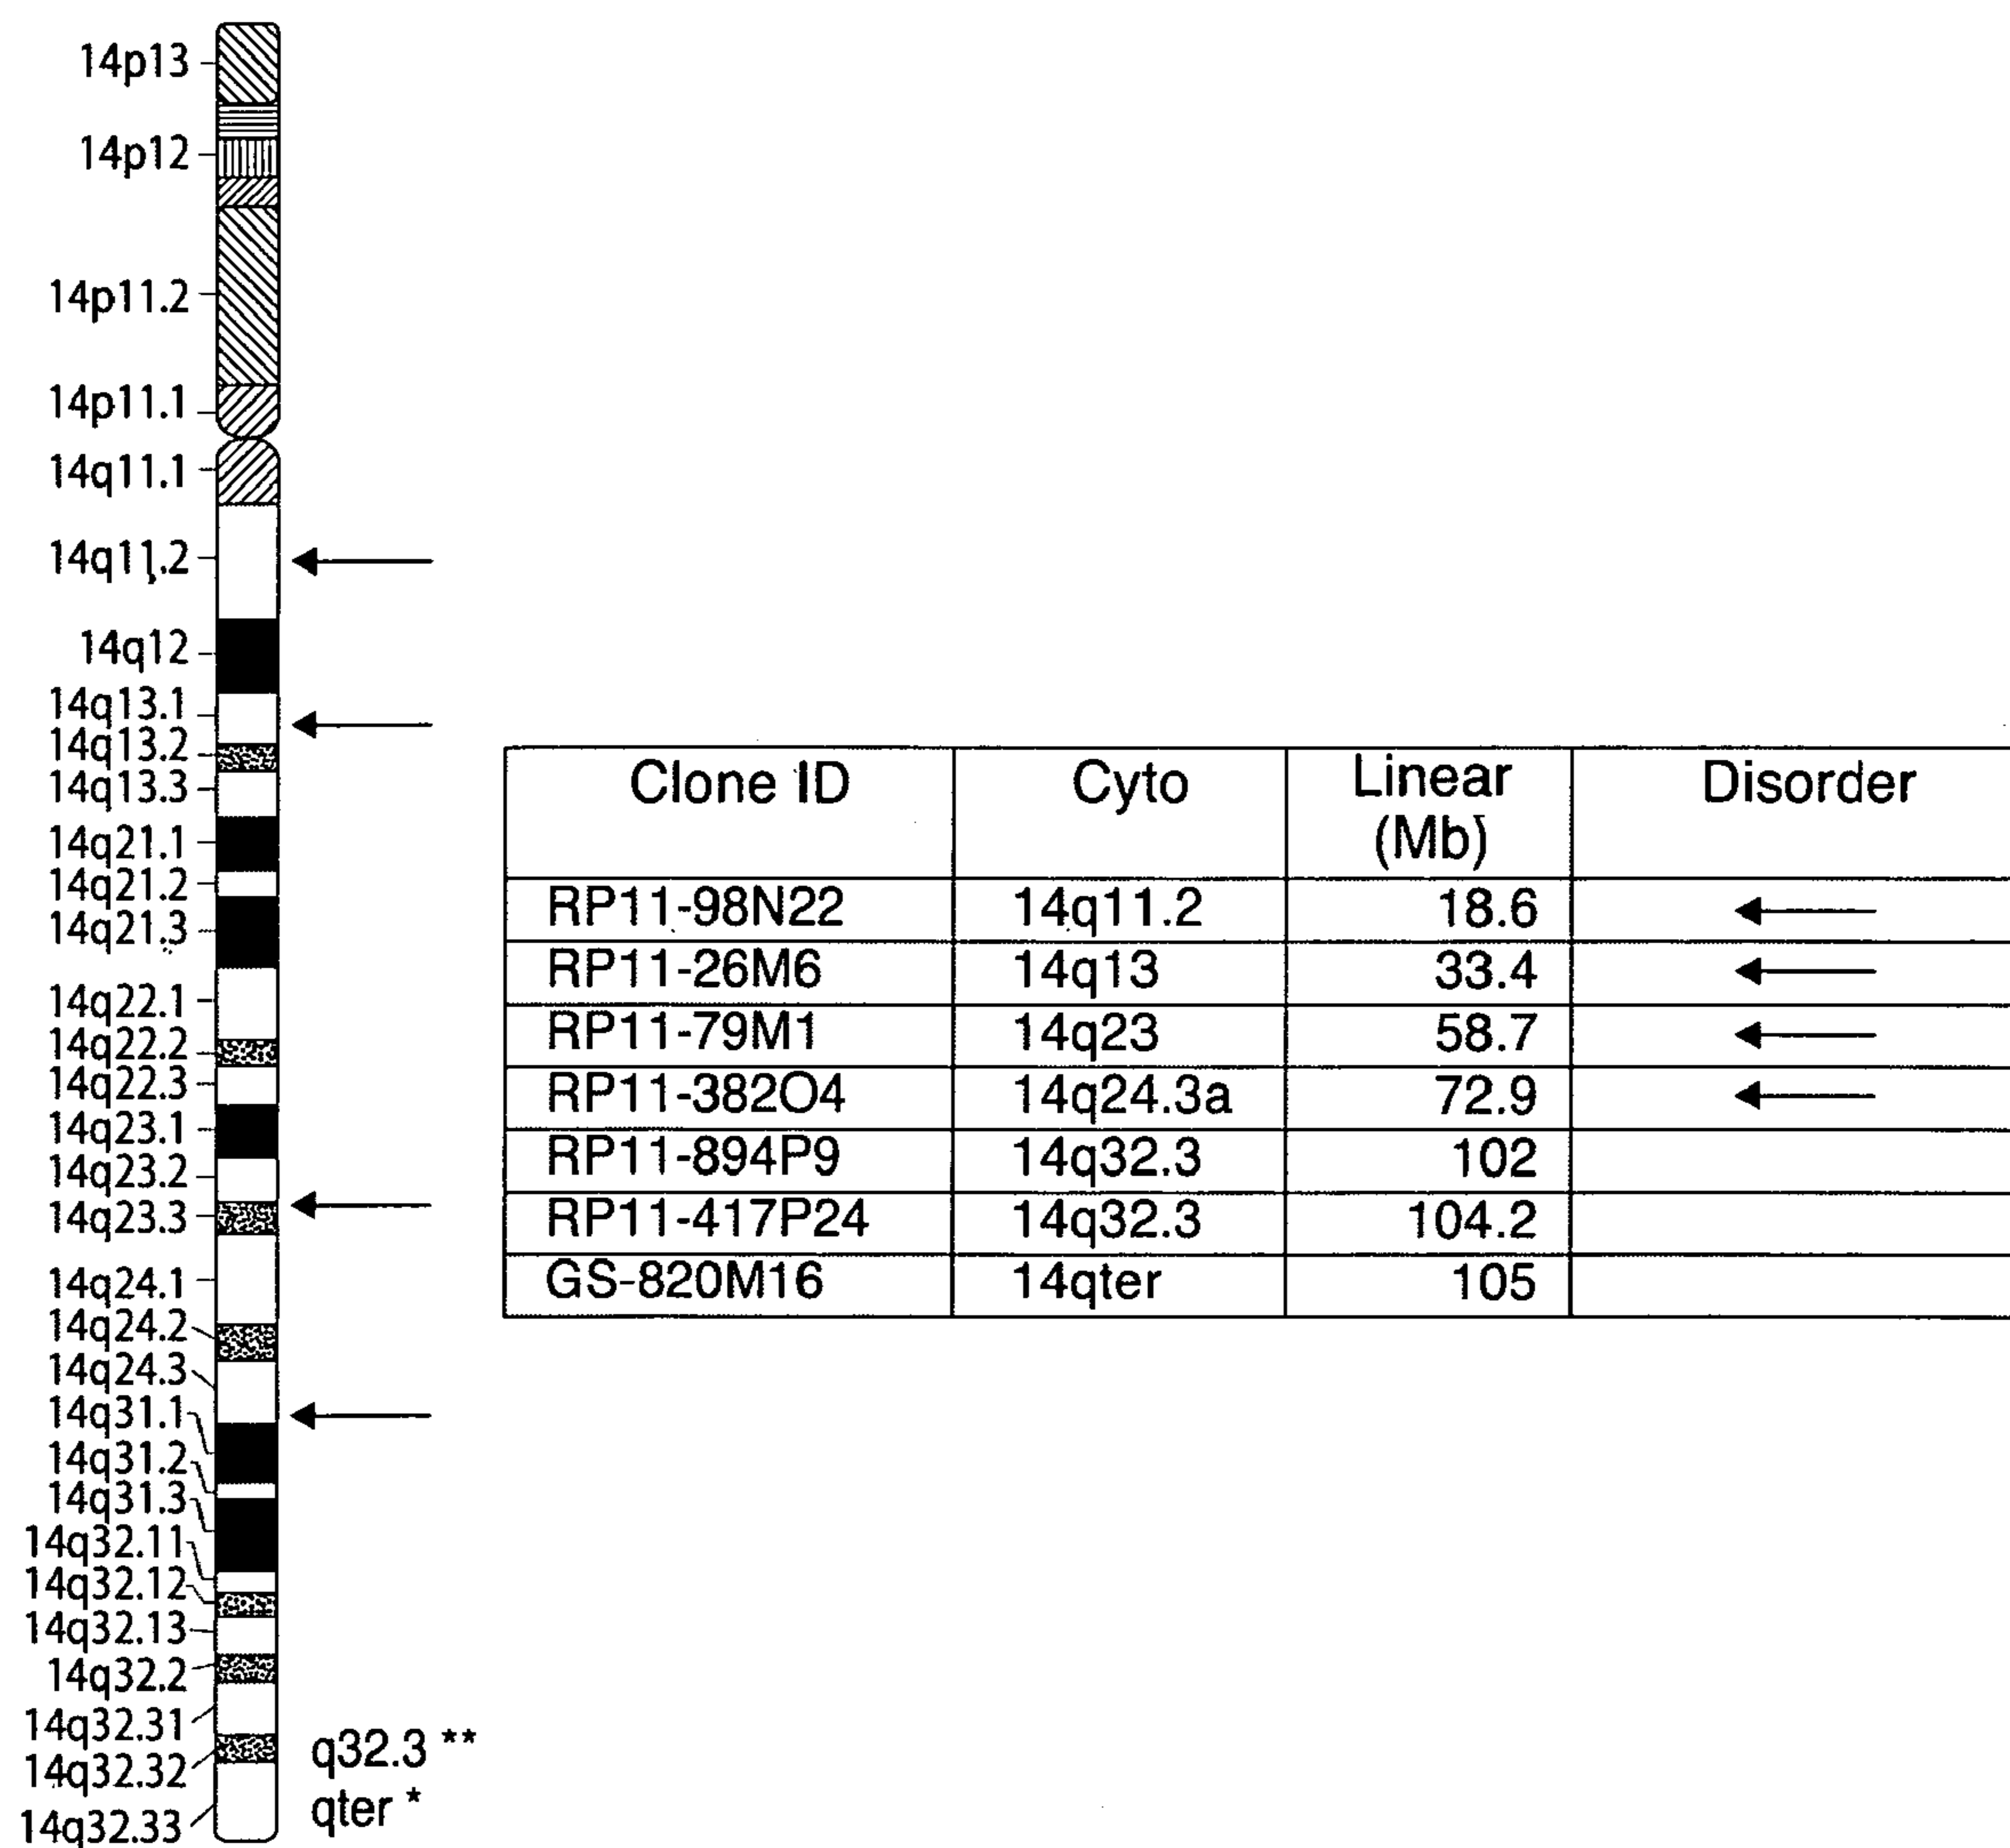 14p13
14p12
14p11.2
14p11.1
14q11.1
14q11.2
14q12
14q13.1
14q13.2
14q13.3
14q21.1
14q21.2
14q21.3
14q22.1
14q22.2
14q22.3
14q23.1
14q23.2
14q23.3
14q24.1
14q24.2
14q24.3
14q31.1
14q31.2
14q31.3
14q32.11
14q32.12
14q32.13
14q32.2
14q32.31
14q32.32
14q32.33
q32.3 **
qter *
Clone ID Cyto Linear (Mb) Disorder
RP11-98N22 14q11.2 18.6
RP11-26M6 14q13 33.4
RP11-79M1 14q23 58.7
RP11-382O4 14q24.3a 72.9
RP11-894P9 14q32.3 102
RP11-417P24 14q32.3 104.2
GS-820M16 14qter 105